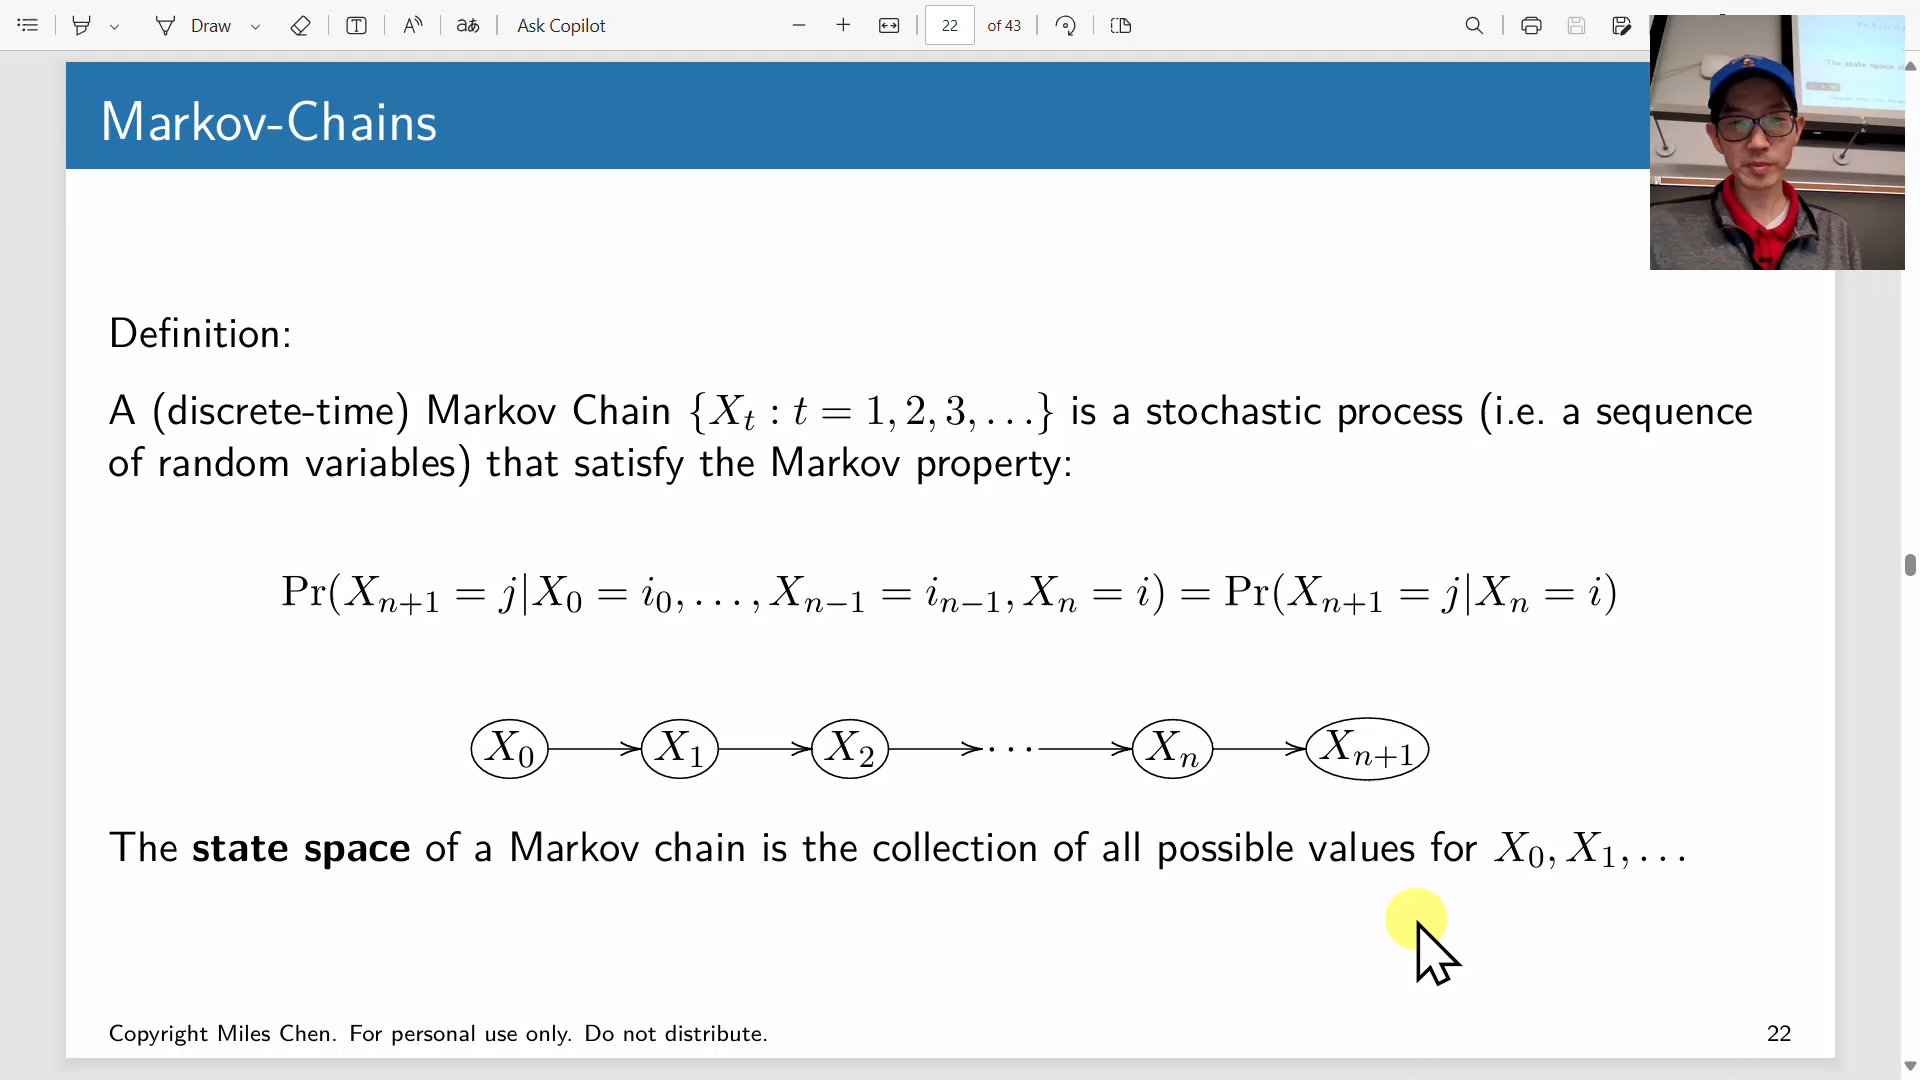 Draw
Ask Copilot
22 of 43
Markov-Chains
Definition:
A (discrete-time) Markov Chain {X_t : t = 1, 2, 3, . . .} is a stochastic process (i.e. a sequence
of random variables) that satisfy the Markov property:
Pr(X_{n+1} = j|X_0 = i_0, . . . , X_{n−1} = i_{n−1}, X_n = i) = Pr(X_{n+1} = j|X_n = i)
X_0 X_1 X_2 · · · X_n X_{n+1}
The state space of a Markov chain is the collection of all possible values for X_0, X_1, . . .
Copyright Miles Chen. For personal use only. Do not distribute.
22